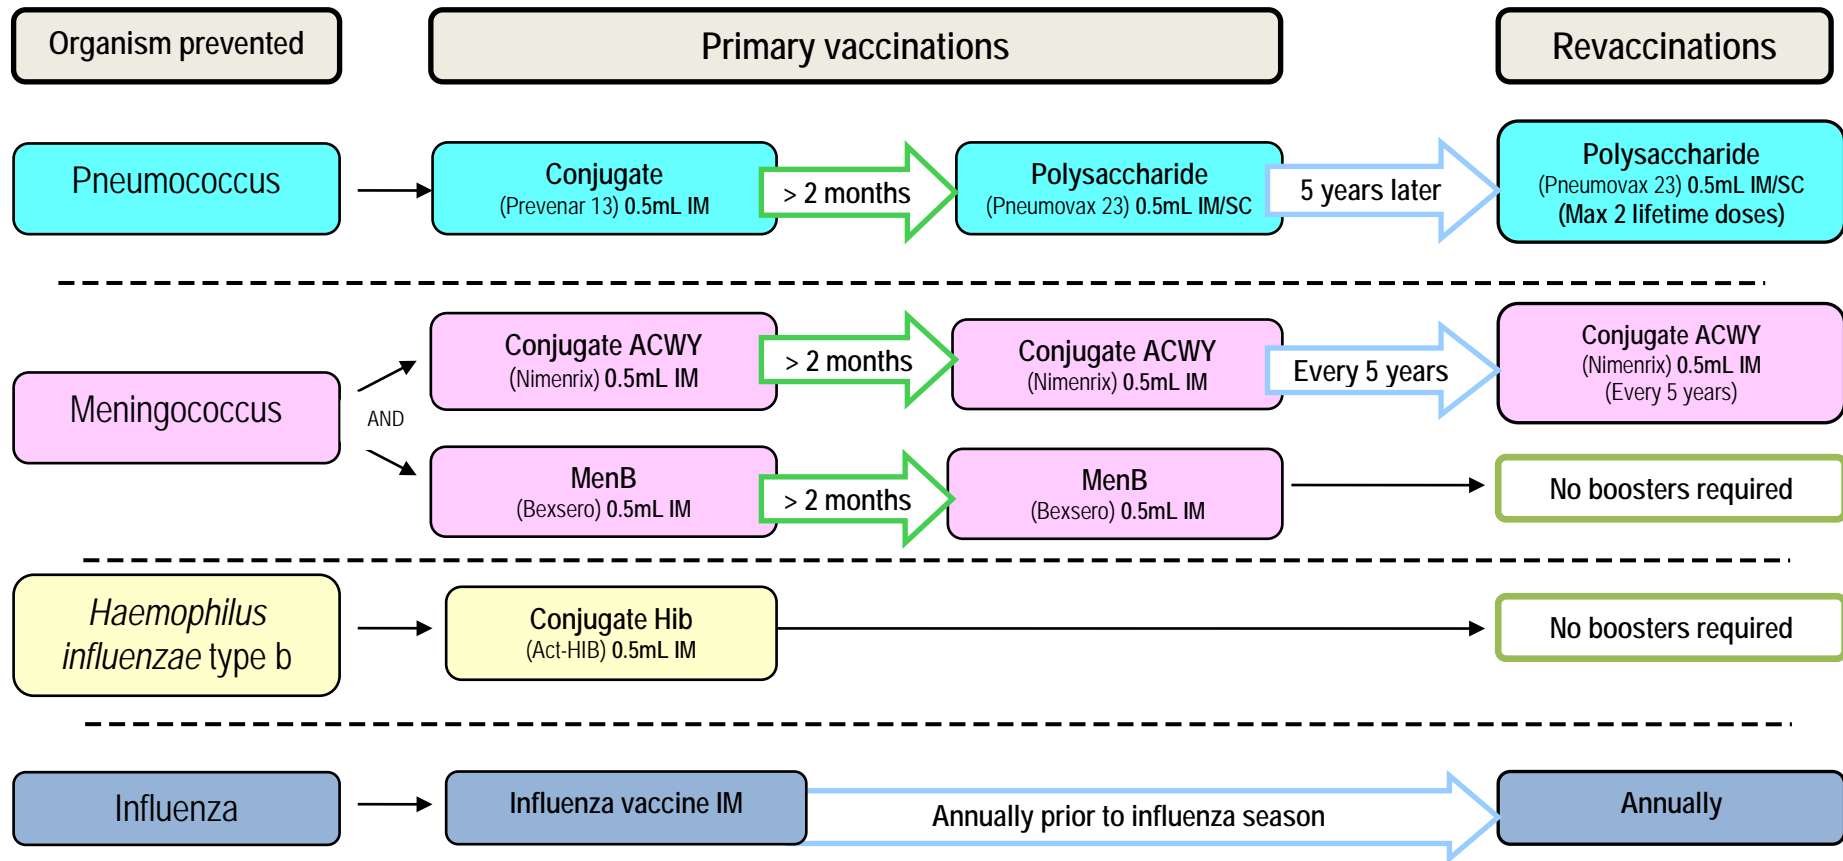 Organism prevented
Primary vaccinations
Revaccinations
Pneumococcus
Conjugate
(Prevenar 13) 0.5mL IM
> 2 months
Polysaccharide
(Pneumovax 23) 0.5mL IM/SC
5 years later
Polysaccharide
(Pneumovax 23) 0.5mL IM/SC
(Max 2 lifetime doses)
Meningococcus
AND
Conjugate ACWY
(Nimenrix) 0.5mL IM
> 2 months
Conjugate ACWY
(Nimenrix) 0.5mL IM
Every 5 years
Conjugate ACWY
(Nimenrix) 0.5mL IM
(Every 5 years)
MenB
(Bexsero) 0.5mL IM
> 2 months
MenB
(Bexsero) 0.5mL IM
No boosters required
Haemophilus
influenzae type b
Conjugate Hib
(Act-HIB) 0.5mL IM
No boosters required
Influenza
Influenza vaccine IM
Annually prior to influenza season
Annually